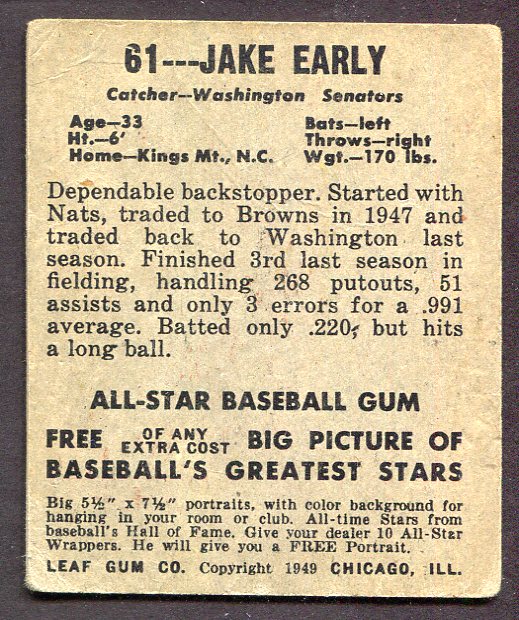 61---JAKE EARLY
Catcher--Washington Senators
Age--33 Bats--left
Ht.--6' Throws--right
Home--Kings Mt., N.C. Wgt.--170 lbs.
Dependable backstopper. Started with
Nats, traded to Browns in 1947 and
traded back to Washington last
season. Finished 3rd last season in
fielding, handling 268 putouts, 51
assists and only 3 errors for a .991
average. Batted only .220, but hits
a long ball.
ALL-STAR BASEBALL GUM
FREE OF ANY EXTRA COST BIG PICTURE OF
BASEBALL'S GREATEST STARS
Big 5½" x 7½" portraits, with color background for
hanging in your room or club. All-time Stars from
baseball's Hall of Fame. Give your dealer 10 All-Star
Wrappers. He will give you a FREE Portrait.
LEAF GUM CO. Copyright 1949 CHICAGO, ILL.